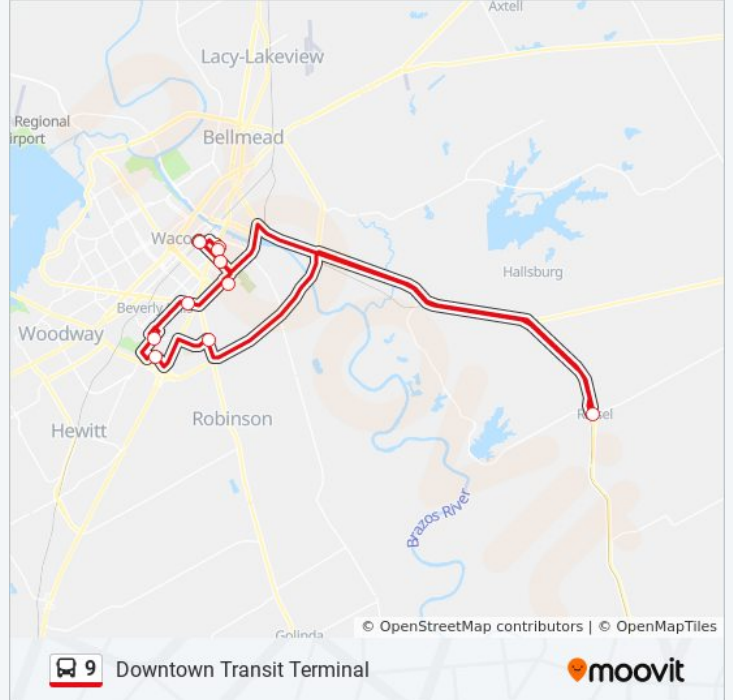 Axtell
Lacy-Lakeview
Regional
irport
Bellmead
Waco
Hallsburg
Beverly
Woodway
Robinson
Hewitt
Brazos River
Golinda
© OpenStreetMap contributors | © OpenMapTiles
9 Downtown Transit Terminal
moovit